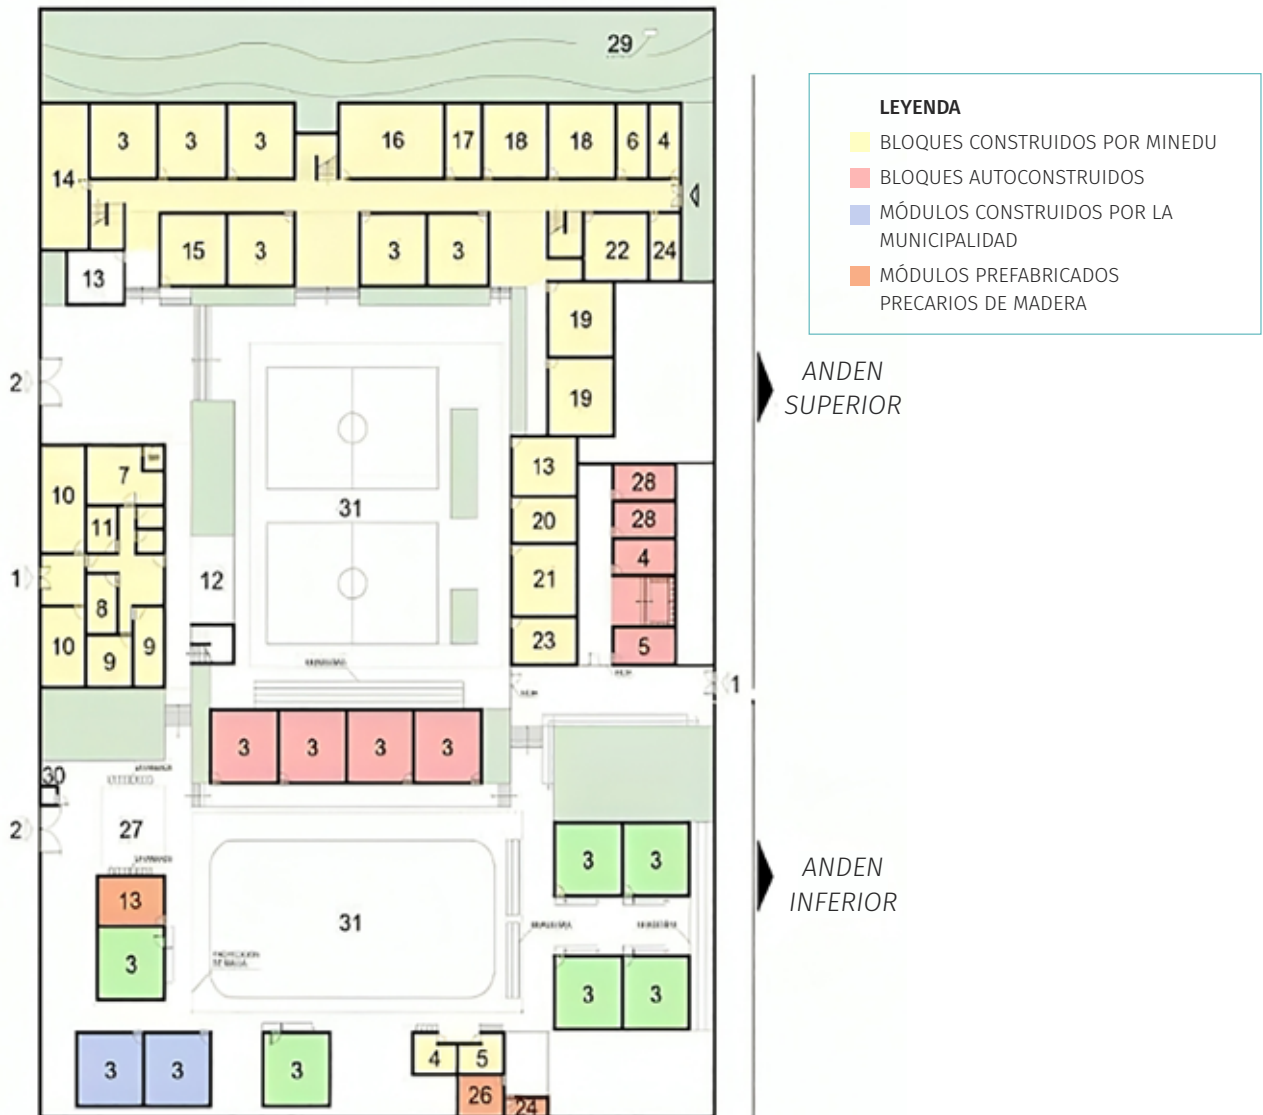 29
3 3 3 16 17 18 18 6 4
14
15 3 3 3 22 24
13
19
2
19
10 7 13 28
11 31 20 28
1 12 21 4
8
10 9 9 23 5
1
3 3 3 3
30
2 27 3 3
13
31
3 3 3
3 3 3 4 5
26
24
LEYENDA
BLOQUES CONSTRUIDOS POR MINEDU
BLOQUES AUTOCONSTRUIDOS
MÓDULOS CONSTRUIDOS POR LA
MUNICIPALIDAD
MÓDULOS PREFABRICADOS
PRECARIOS DE MADERA
ANDEN
SUPERIOR
ANDEN
INFERIOR